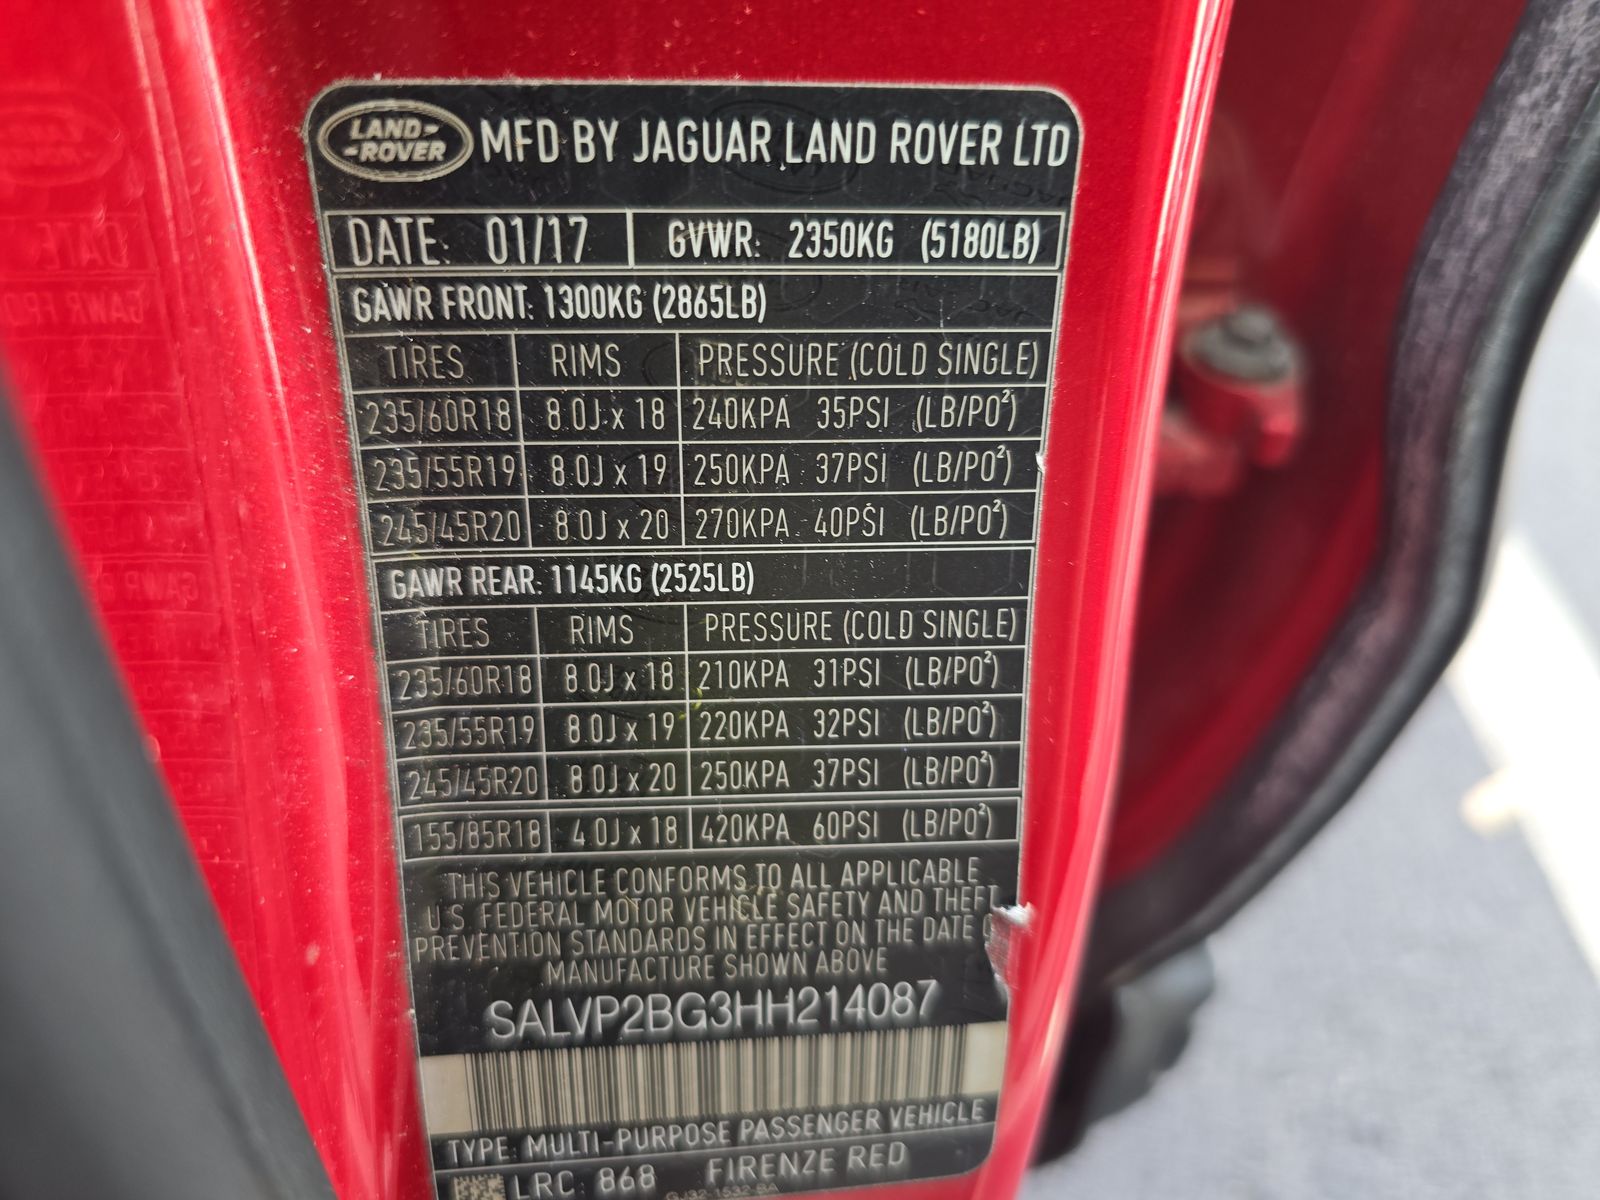 LAND-
-ROVER
MFD BY JAGUAR LAND ROVER LTD
DATE: 01/17 GVWR: 2350KG (5180LB)
GAWR FRONT: 1300KG (2865LB)
TIRES RIMS PRESSURE (COLD SINGLE)
235/60R18 8.0J x 18 240KPA 35PSI (LB/PO²)
235/55R19 8.0J x 19 250KPA 37PSI (LB/PO²)
245/45R20 8.0J x 20 270KPA 40PSI (LB/PO²)
GAWR REAR: 1145KG (2525LB)
TIRES RIMS PRESSURE (COLD SINGLE)
235/60R18 8.0J x 18 210KPA 31PSI (LB/PO²)
235/55R19 8.0J x 19 220KPA 32PSI (LB/PO²)
245/45R20 8.0J x 20 250KPA 37PSI (LB/PO²)
155/85R18 4.0J x 18 420KPA 60PSI (LB/PO²)
THIS VEHICLE CONFORMS TO ALL APPLICABLE
U.S. FEDERAL MOTOR VEHICLE SAFETY AND THEFT
PREVENTION STANDARDS IN EFFECT ON THE DATE
MANUFACTURE SHOWN ABOVE
SALVP2BG3HH214087
TYPE: MULTI-PURPOSE PASSENGER VEHICLE
LRC: 868 FIRENZE RED
GJ32-1532-BA